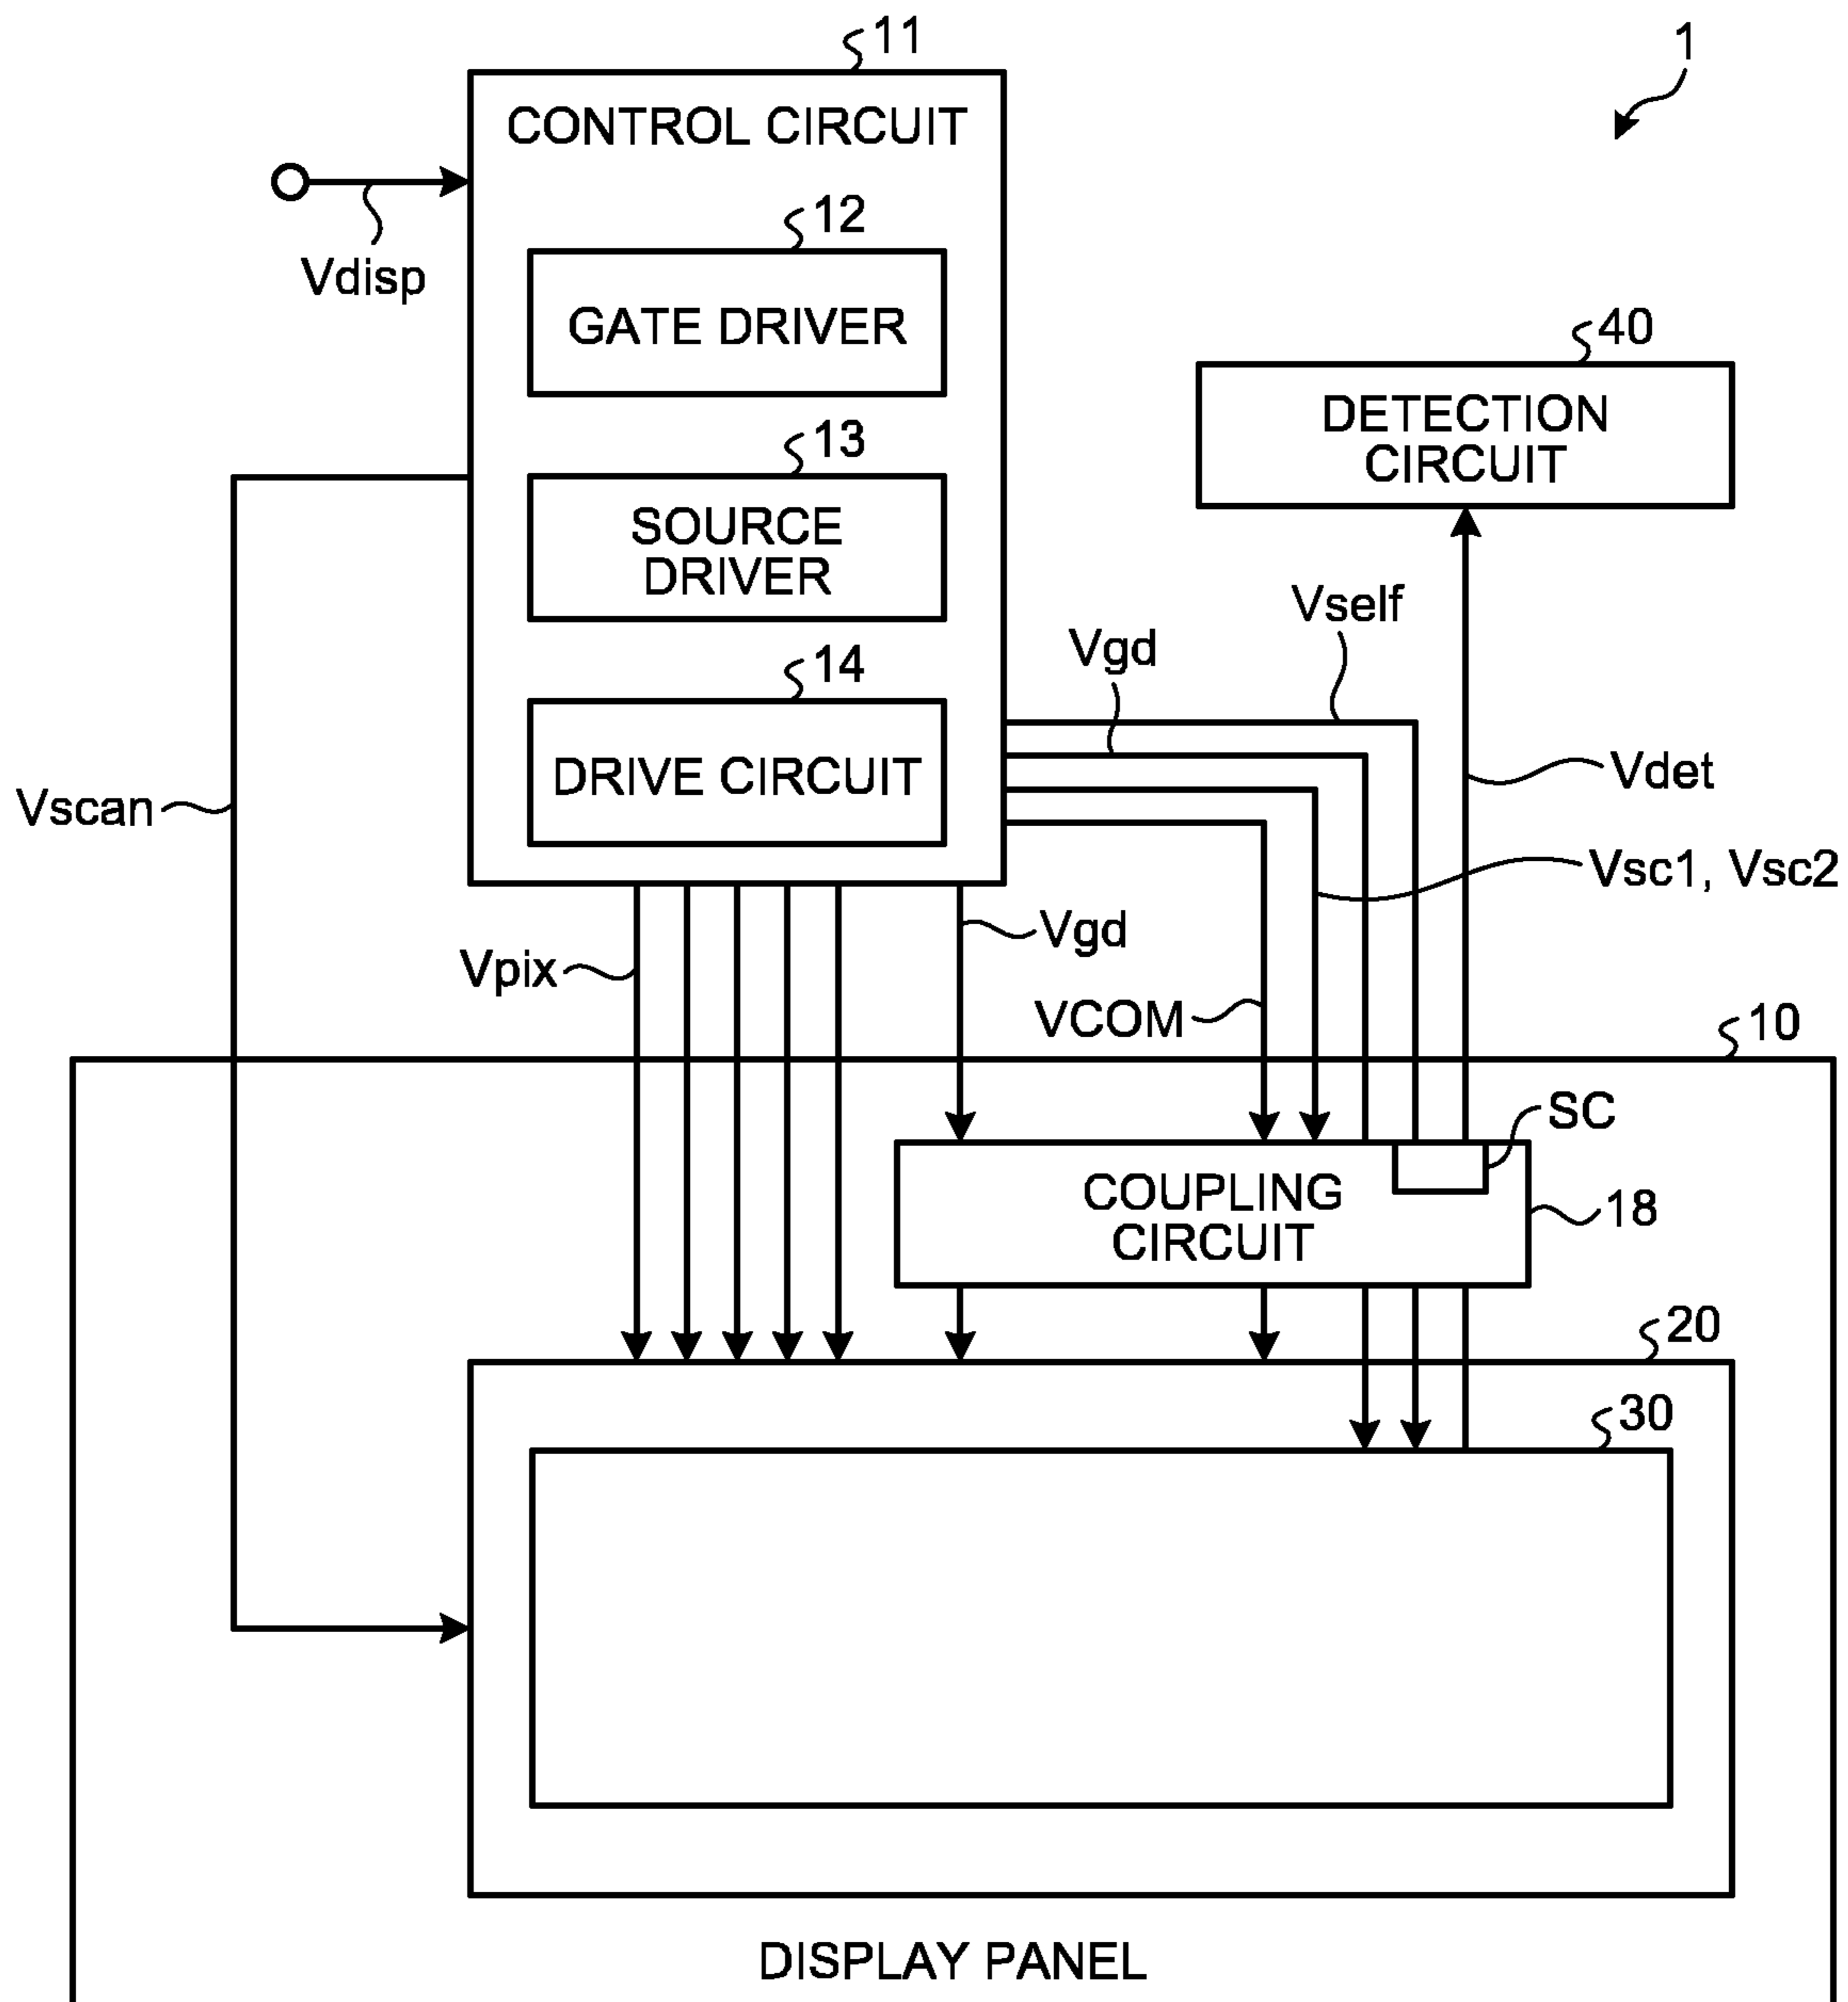 11
1
CONTROL CIRCUIT
Vdisp
12
GATE DRIVER
40
DETECTION
CIRCUIT
13
SOURCE
DRIVER
Vself
Vgd
14
DRIVE CIRCUIT
Vscan
Vdet
Vsc1, Vsc2
Vgd
Vpix
VCOM
10
SC
COUPLING
CIRCUIT
18
20
30
DISPLAY PANEL